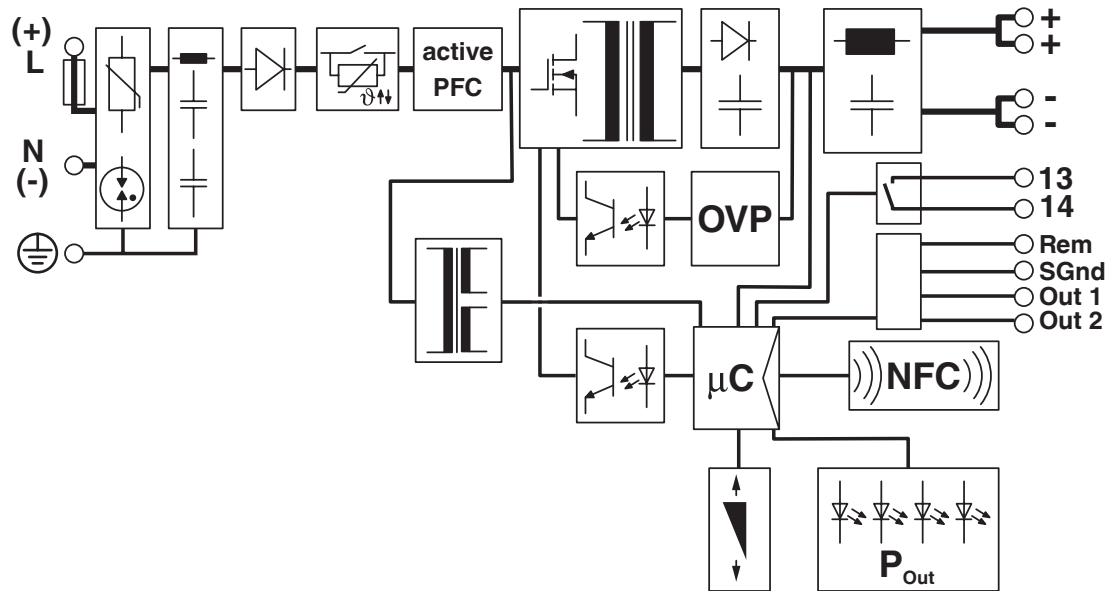 (+)
L
N
(-)
ϑ
active
PFC
OVP
+
+
-
-
13
14
Rem
SGnd
Out 1
Out 2
µC
NFC
POut